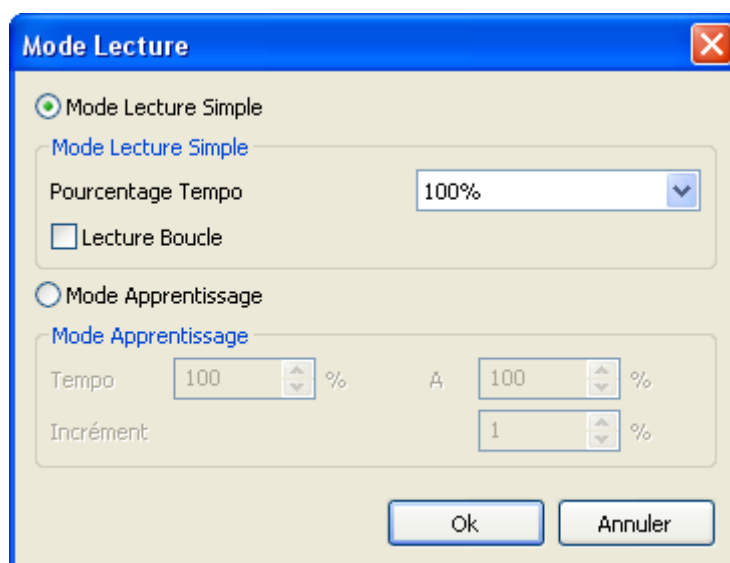 Mode Lecture
Mode Lecture Simple
Mode Lecture Simple
Pourcentage Tempo 100%
Lecture Boucle
Mode Apprentissage
Mode Apprentissage
Tempo 100 % A 100 %
Incrément 1 %
Ok Annuler